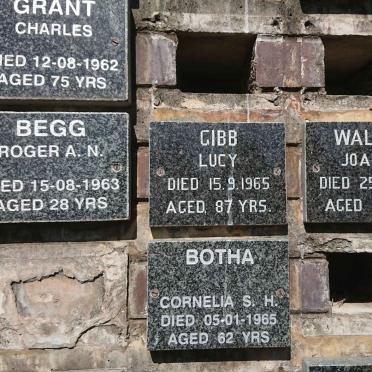 GRANT
CHARLES
DIED 12-08-1962
AGED 75 YRS
BEGG
ROGER A. N.
DIED 15-08-1963
AGED 28 YRS
GIBB
LUCY
DIED 15.9.1965
AGED. 87 YRS.
WAL
JOA
DIED 2
AGED
BOTHA
CORNELIA S. H.
DIED 05-01-1965
AGED 62 YRS